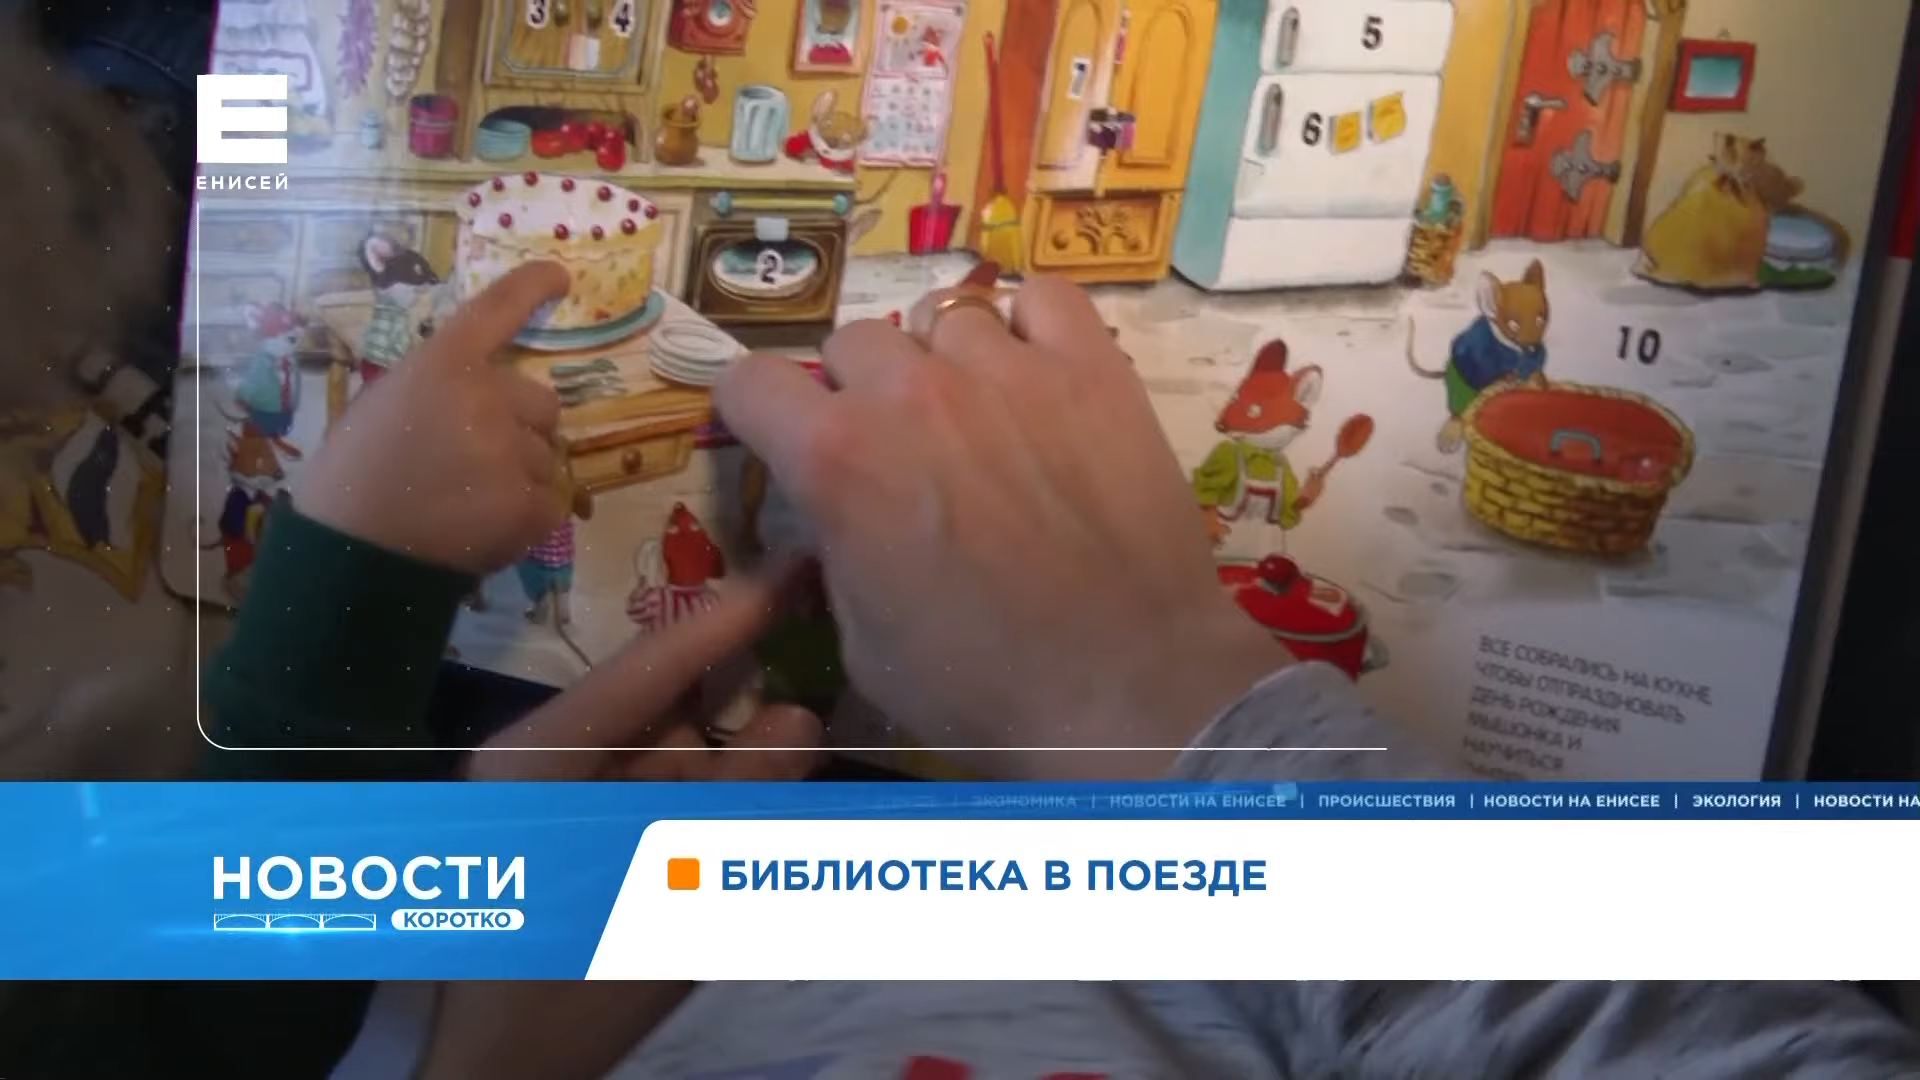 3
4
5
1
6
ЕНИСЕЙ
2
10
ВСЕ СОБРАЛИСЬ НА КУХНЕ,
ЧТОБЫ ОТПРАЗДНОВАТЬ
ДЕНЬ РОЖДЕНИЯ
МЫШОНКА И
НАУЧИТЬСЯ
ЭКОНОМИКА | НОВОСТИ НА ЕНИСЕЕ | ПРОИСШЕСТВИЯ | НОВОСТИ НА ЕНИСЕЕ | ЭКОЛОГИЯ | НОВОСТИ НА
НОВОСТИ
КОРОТКО
БИБЛИОТЕКА В ПОЕЗДЕ